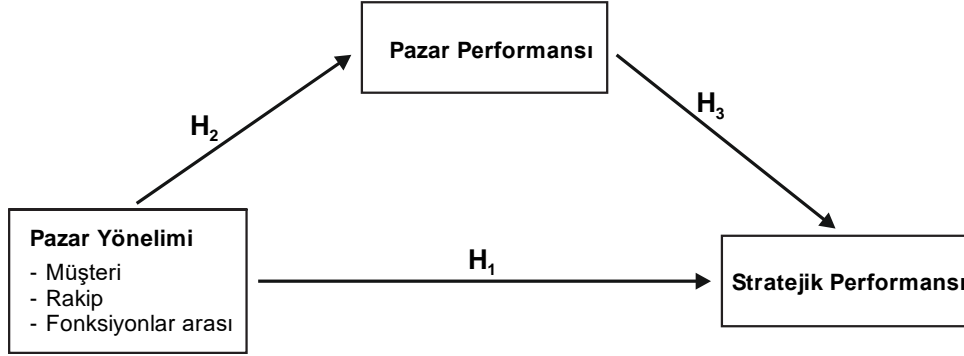 Pazar Performansı
H2
H3
Pazar Yönelimi
- Müşteri
- Rakip
- Fonksiyonlar arası
H1
Stratejik Performansı